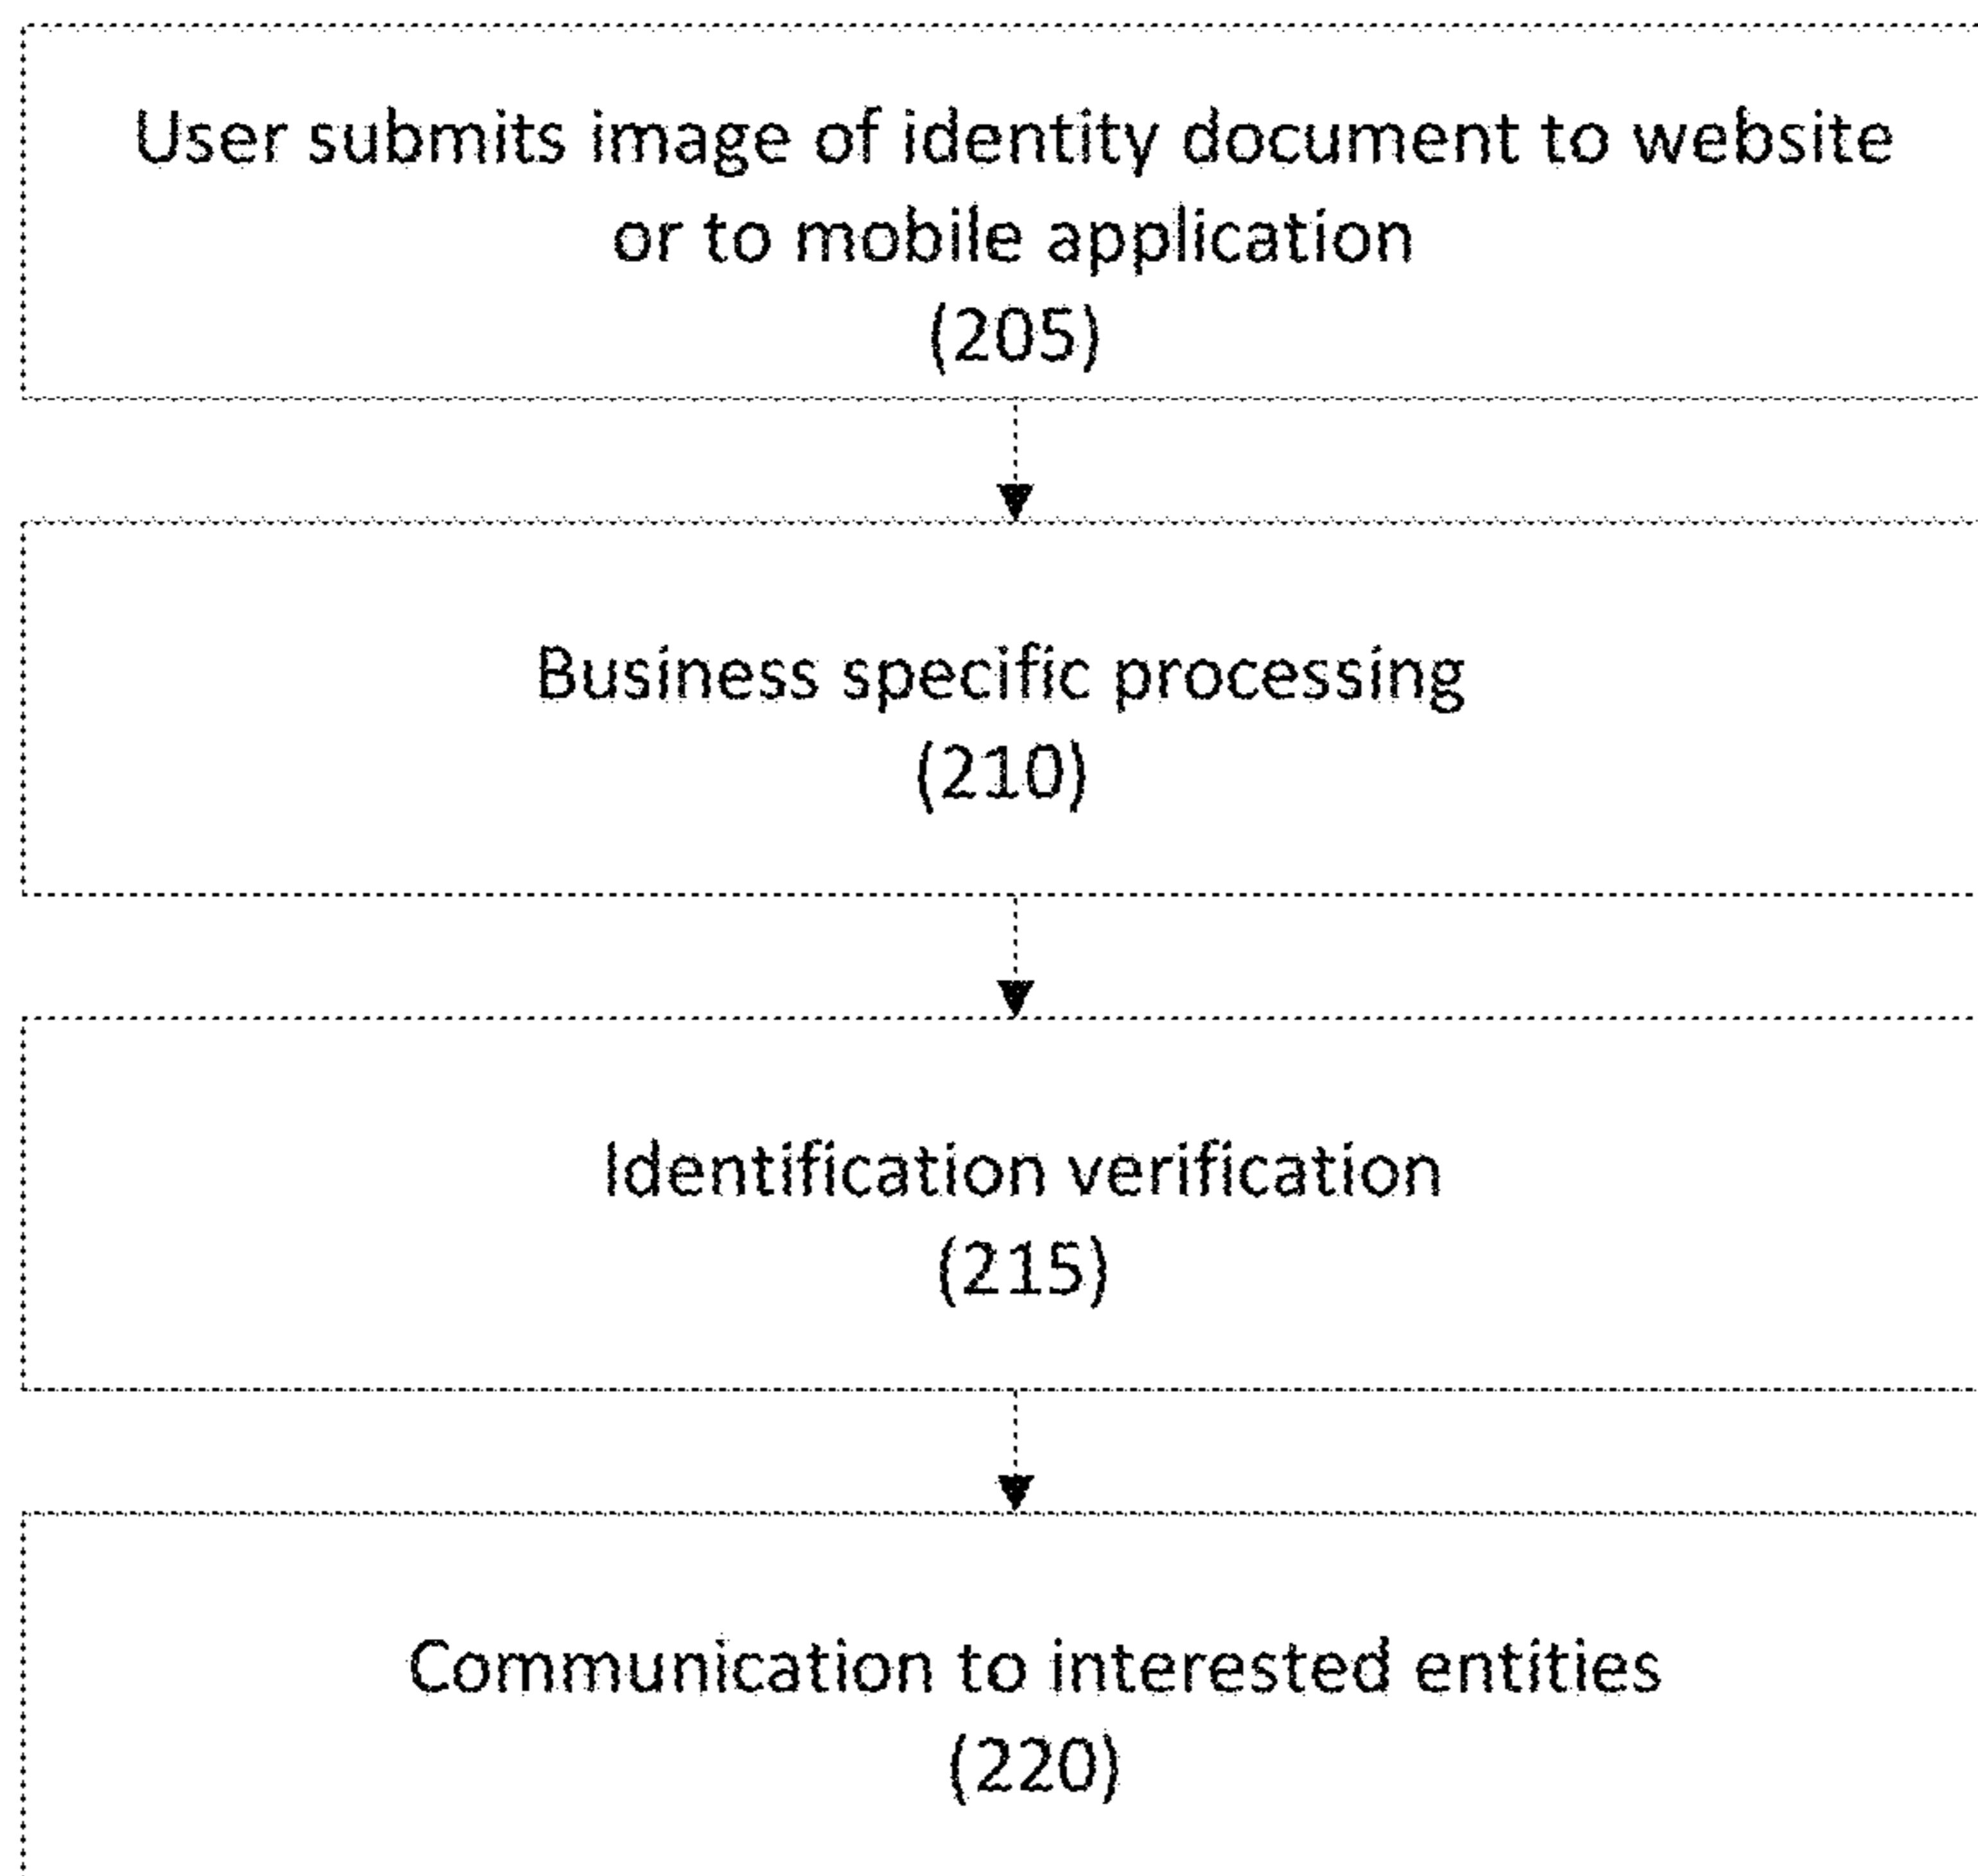 User submits image of identity document to website
or to mobile application
(205)
Business specific processing
(210)
Identification verification
(215)
Communication to interested entities
(220)